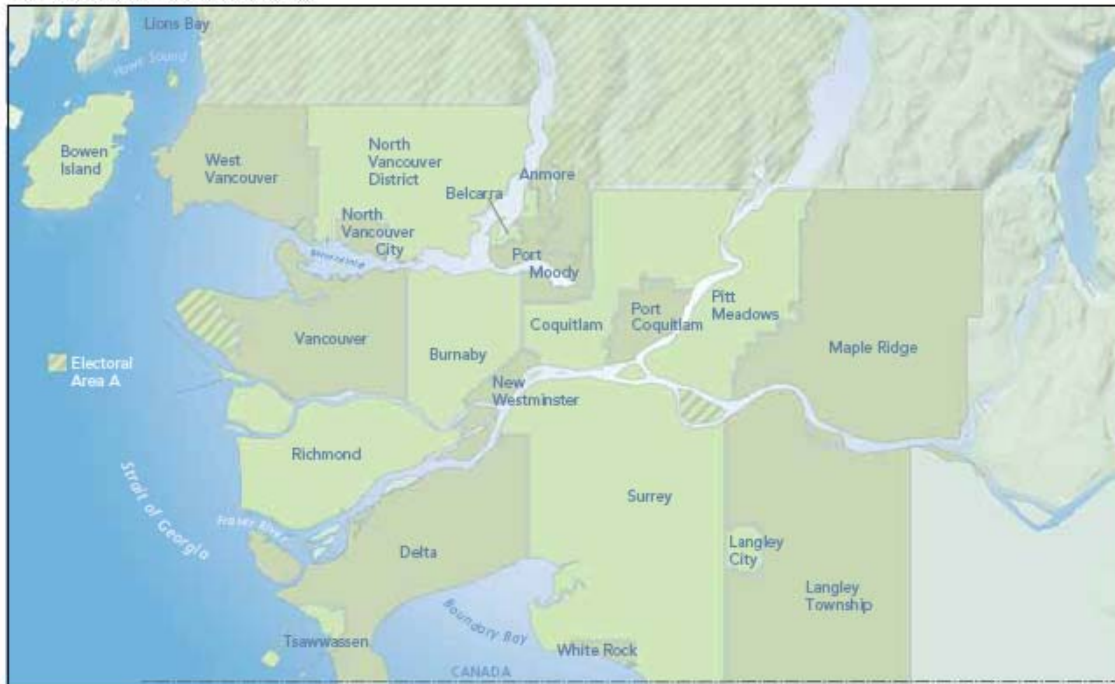 Lions Bay
Howe Sound
Bowen
Island
West
Vancouver
North
Vancouver
District
Anmore
Belcarra
North
Vancouver
City
Port
Moody
Pitt
Meadows
Port
Coquitlam
Coquitlam
Vancouver
Burnaby
Maple Ridge
Electoral
Area A
New
Westminster
Richmond
Surrey
Strait of Georgia
Fraser River
Delta
Langley
City
Langley
Township
Boundary Bay
Tsawwassen
White Rock
CANADA